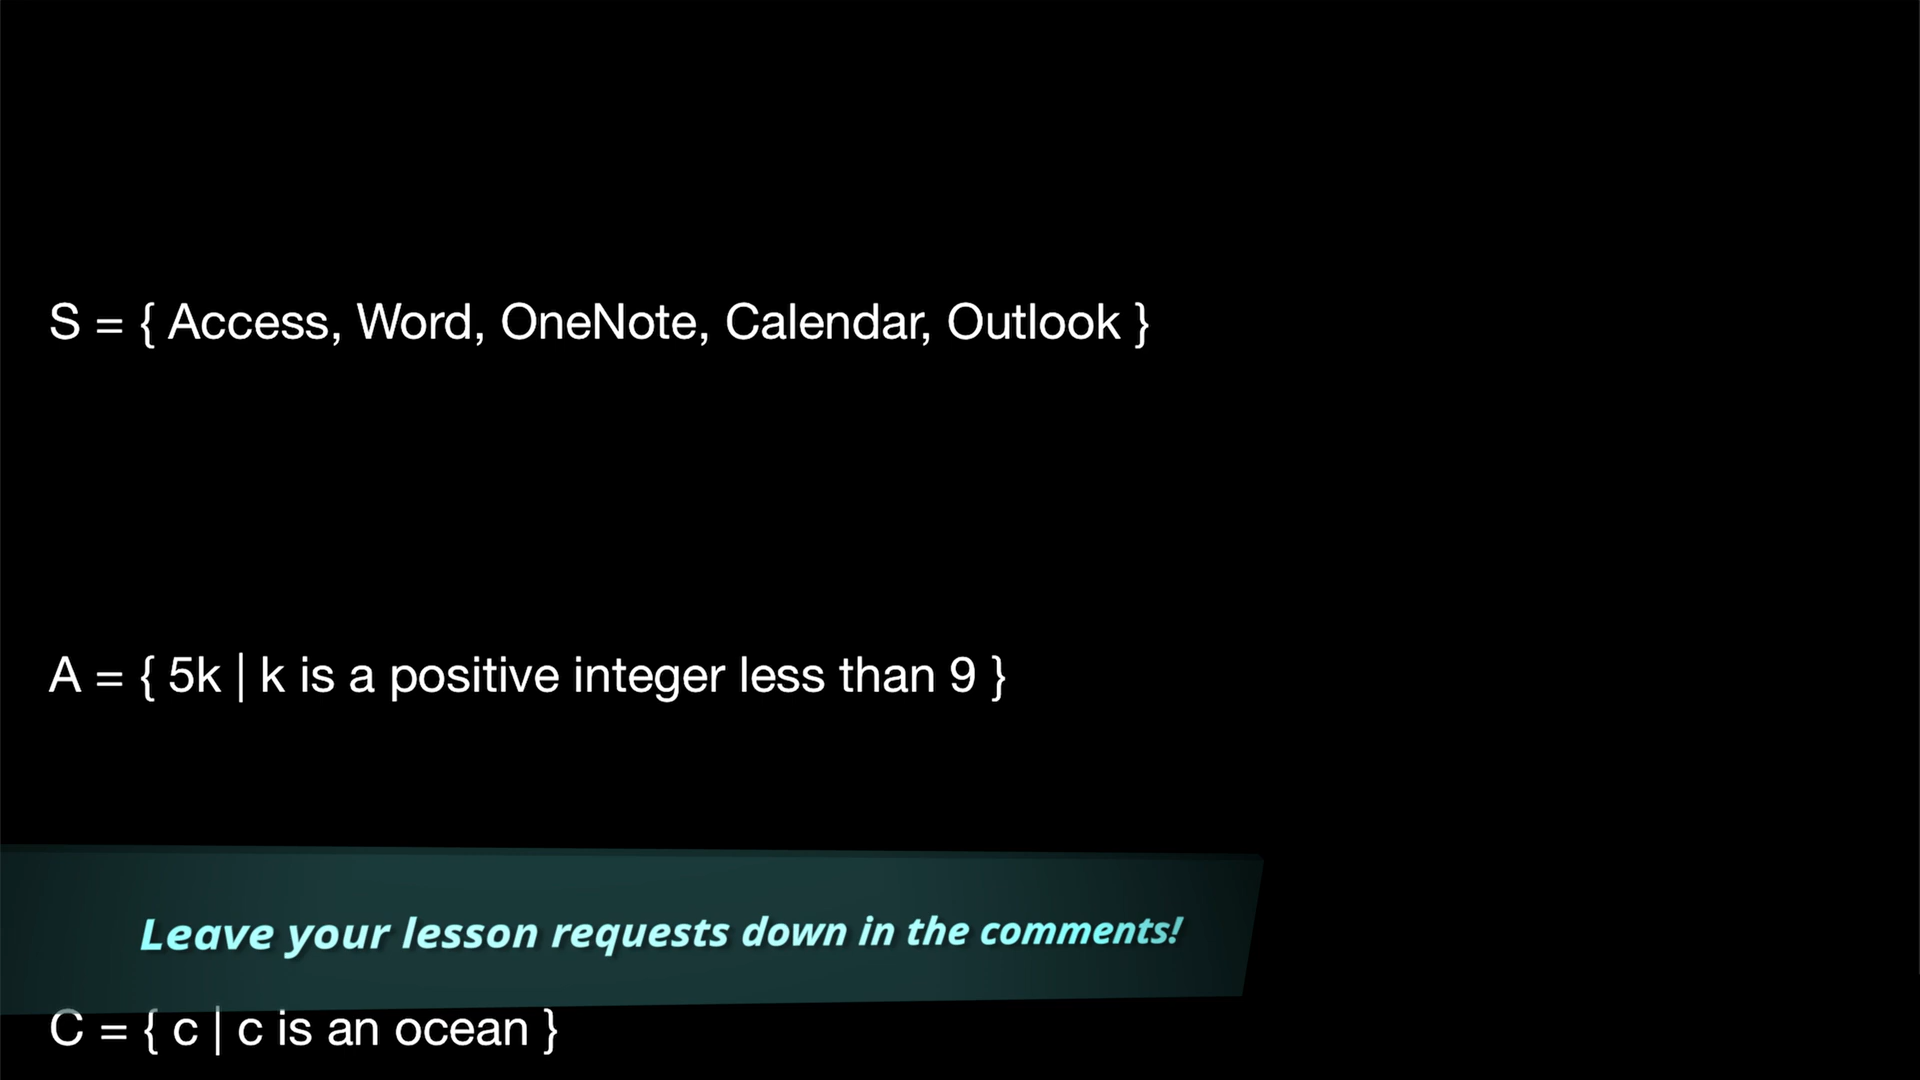 S = { Access, Word, OneNote, Calendar, Outlook }
A = { 5k | k is a positive integer less than 9 }
Leave your lesson requests down in the comments!
C = { c | c is an ocean }